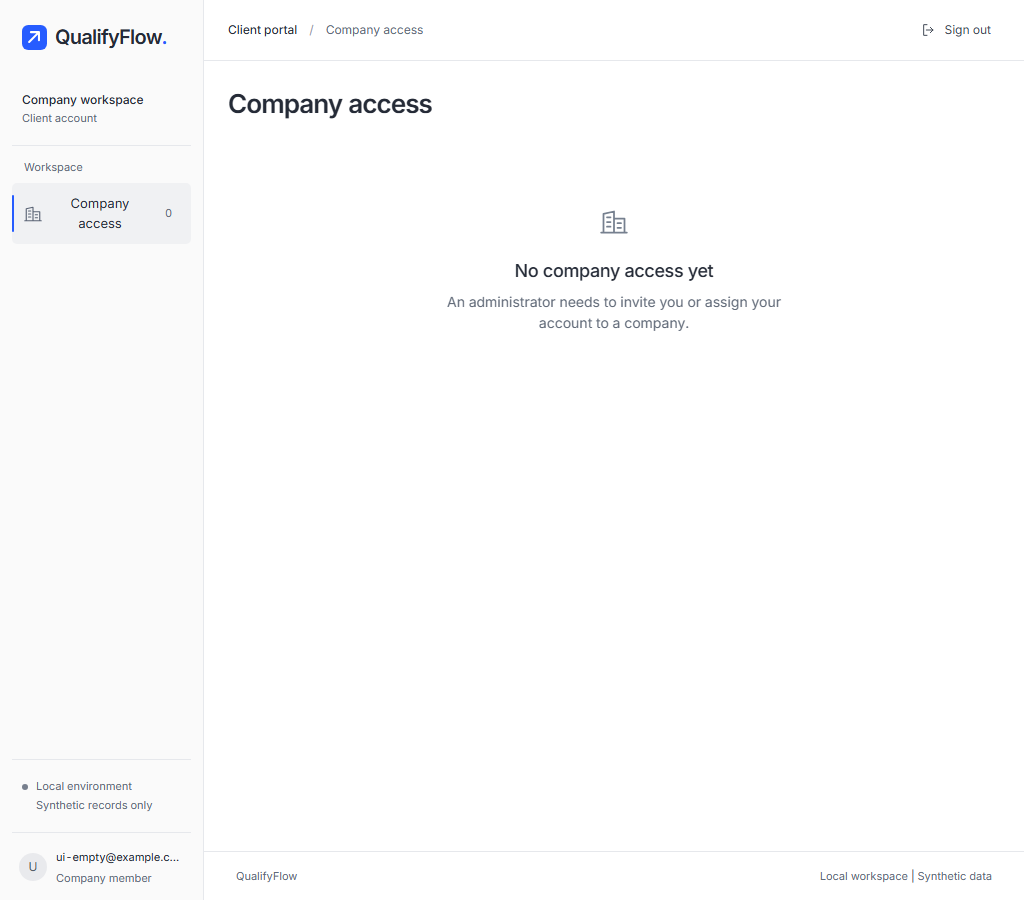 QualifyFlow.
Company workspace
Client account
Workspace
Company
access
0
Local environment
Synthetic records only
U
ui-empty@example.c...
Company member
Client portal / Company access
Sign out
Company access
No company access yet
An administrator needs to invite you or assign your
account to a company.
QualifyFlow
Local workspace | Synthetic data